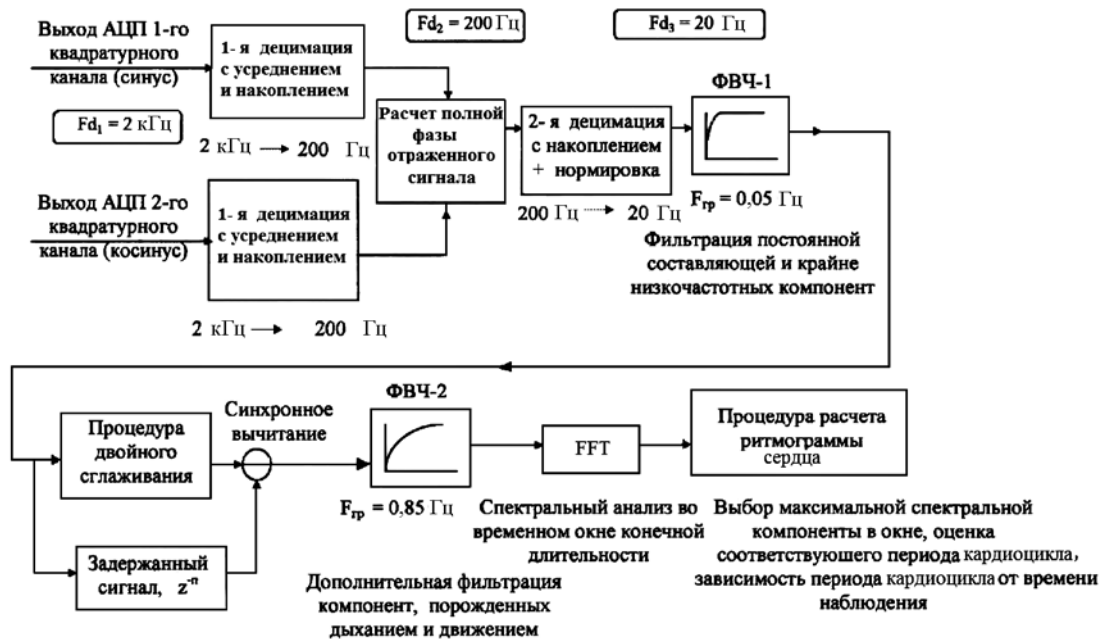 Выход АЦП 1-го
квадратурного
канала (синус)
Fd₁ = 2 кГц
1- я децимация
с усреднением
и накоплением
2 кГц → 200 Гц
Fd₂ = 200 Гц
Fd₃ = 20 Гц
Выход АЦП 2-го
квадратурного
канала (косинус)
1- я децимация
с усреднением
и накоплением
2 кГц → 200 Гц
Расчет полной
фазы
отраженного
сигнала
2- я децимация
с накоплением
+ нормировка
200 Гц → 20 Гц
ФВЧ-1
Fгр = 0,05 Гц
Фильтрация постоянной
составляющей и крайне
низкочастотных компонент
Процедура
двойного
сглаживания
Задержанный
сигнал, z⁻ⁿ
Синхронное
вычитание
ФВЧ-2
Fгр = 0,85 Гц
Дополнительная фильтрация
компонент, порожденных
дыханием и движением
FFT
Спектральный анализ во
временном окне конечной
длительности
Процедура расчета
ритмограммы
сердца
Выбор максимальной спектральной
компоненты в окне, оценка
соответствуюшего периода кардиоцикла,
зависимость периода кардиоцикла от времени
наблюдения